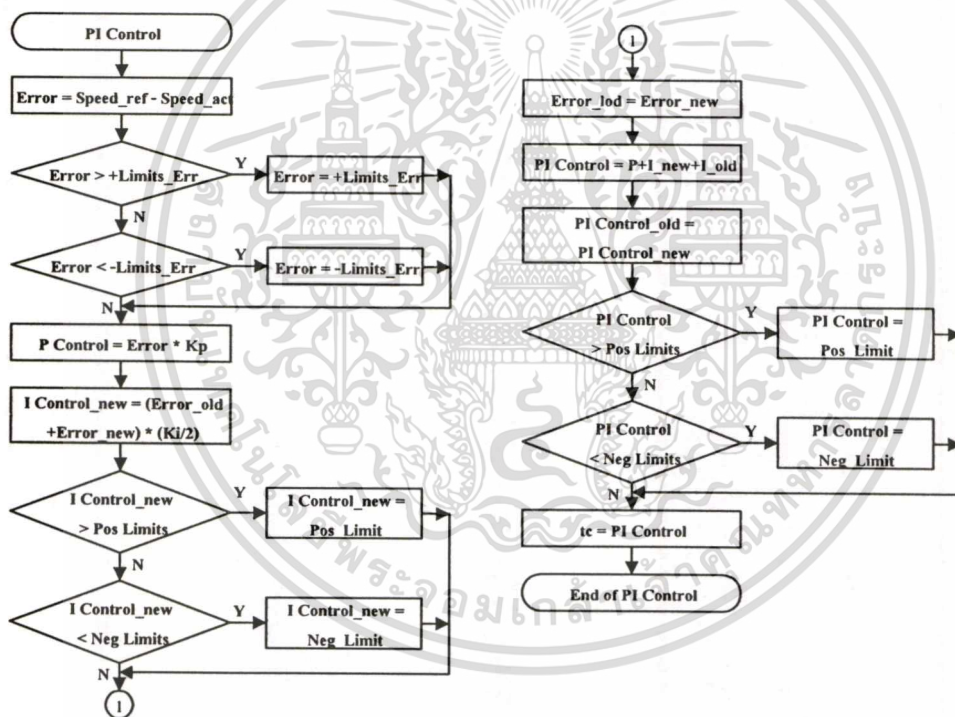 PI Control
Error = Speed_ref - Speed_act
Error > +Limits_Err
Y
Error = +Limits_Err
N
Error < -Limits_Err
Y
Error = -Limits_Err
N
P Control = Error * Kp
I Control_new = (Error_old
+Error_new) * (Ki/2)
I Control_new
> Pos Limits
Y
I Control_new =
Pos_Limit
N
I Control_new
< Neg Limits
Y
I Control_new =
Neg_Limit
N
1
1
Error_lod = Error_new
PI Control = P+I_new+I_old
PI Control_old =
PI Control_new
PI Control
> Pos Limits
Y
PI Control =
Pos_Limit
N
PI Control
< Neg Limits
Y
PI Control =
Neg_Limit
N
tc = PI Control
End of PI Control